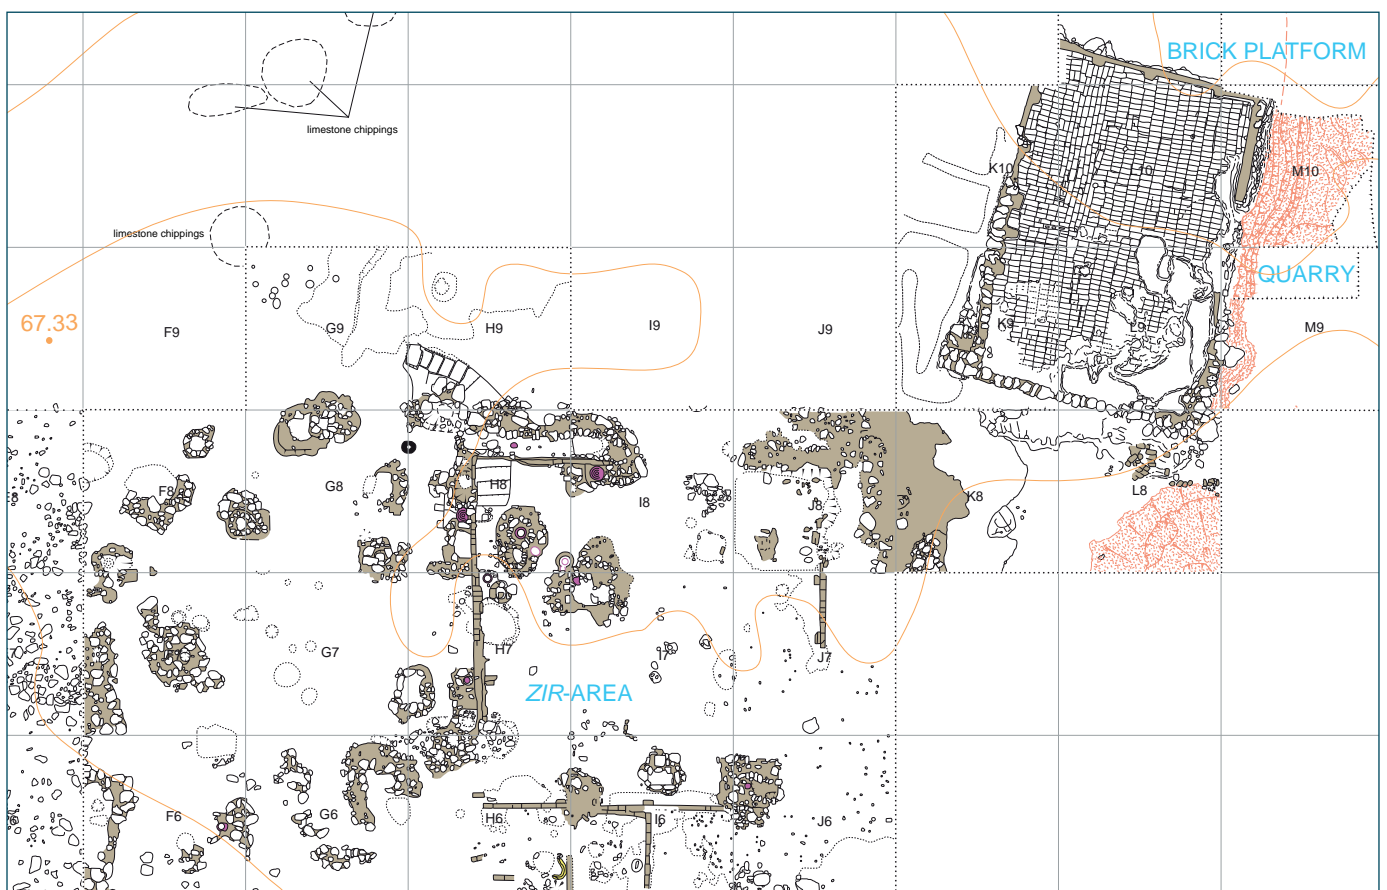 BRICK PLATFORM
limestone chippings
K10
L10
M10
limestone chippings
QUARRY
67.33
F9
G9
H9
I9
J9
K9
L9
M9
F8
G8
H8
I8
J8
K8
L8
G7
H7
I7
J7
ZIR-AREA
F6
G6
H6
I6
J6